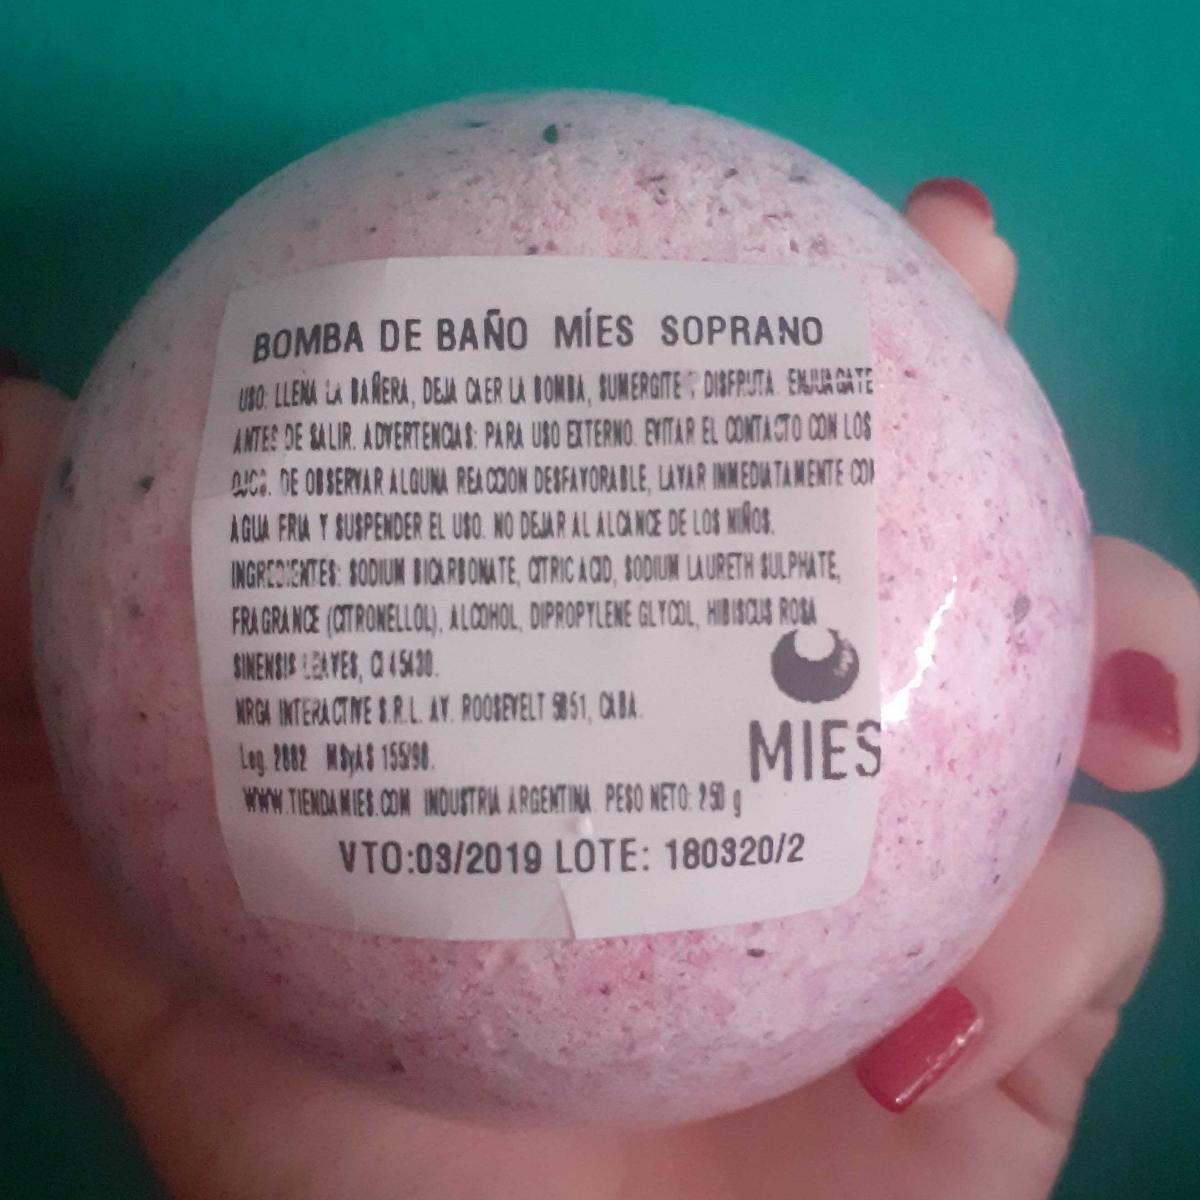 BOMBA DE BAÑO MÍES SOPRANO
USO: LLENA LA BAÑERA, DEJA CAER LA BOMBA, SUMERGITE Y DISFRUTA. ENJUAGATE
ANTES DE SALIR. ADVERTENCIAS: PARA USO EXTERNO. EVITAR EL CONTACTO CON LOS
OJOS. DE OBSERVAR ALGUNA REACCION DESFAVORABLE, LAVAR INMEDIATAMENTE CON
AGUA FRIA Y SUSPENDER EL USO. NO DEJAR AL ALCANCE DE LOS NIÑOS.
INGREDIENTES: SODIUM BICARBONATE, CITRIC ACID, SODIUM LAURETH SULPHATE,
FRAGRANCE (CITRONELLOL), ALCOHOL, DIPROPYLENE GLYCOL, HIBISCUS ROSA
SINENSIS LEAVES, CI 45430.
NRGA INTERACTIVE S.R.L. AV. ROOSEVELT 5851, CABA.
Leg. 2882 MSyAS 155/98.
MIES
WWW.TIENDAMIES.COM INDUSTRIA ARGENTINA PESO NETO: 250 g
VTO:03/2019 LOTE: 180320/2